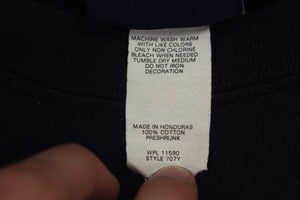 MACHINE WASH WARM
WITH LIKE COLORS
ONLY NON CHLORINE
BLEACH WHEN NEEDED
TUMBLE DRY MEDIUM
DO NOT IRON
DECORATION
MADE IN HONDURAS
100% COTTON
PRESHRUNK
WPL 11590
STYLE 707Y